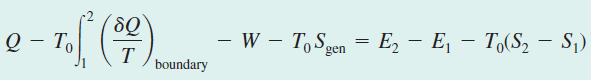 Q − T₀∫₁² (δQ/T)boundary − W − T₀Sgen = E₂ − E₁ − T₀(S₂ − S₁)